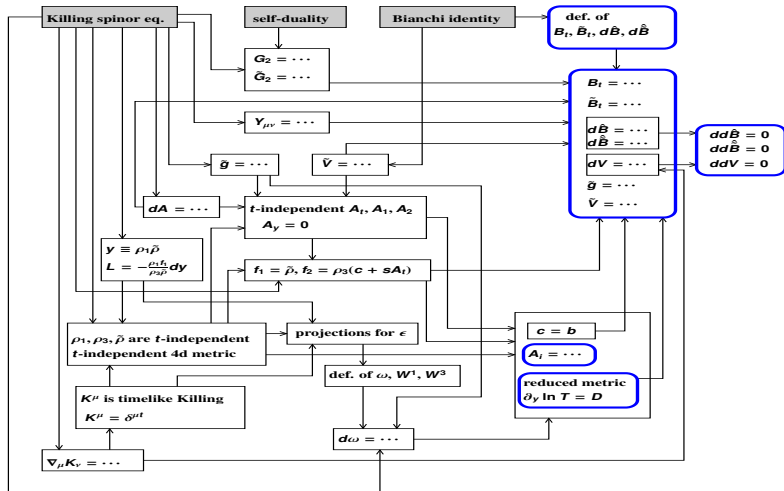 Killing spinor eq.
self-duality
Bianchi identity
def. of
B_t, B̃_t, dB̂, dB̃̂
G_2 = ⋯
G̃_2 = ⋯
B_t = ⋯
B̃_t = ⋯
Y_{μν} = ⋯
dB̂ = ⋯
dB̃̂ = ⋯
ddB̂ = 0
ddB̃̂ = 0
ddV = 0
g̃ = ⋯
Ṽ = ⋯
dV = ⋯
g̃ = ⋯
Ṽ = ⋯
dA = ⋯
t-independent A_t, A_1, A_2
A_y = 0
y ≡ ρ_1ρ̃
L = −(ρ_1f_1)/(ρ_3ρ̃) dy
f_1 = ρ̃, f_2 = ρ_3(c + sA_t)
ρ_1, ρ_3, ρ̃ are t-independent
t-independent 4d metric
projections for ϵ
c = b
A_i = ⋯
def. of ω, W^1, W^3
reduced metric
∂_y ln T = D
K^μ is timelike Killing
K^μ = δ^{μt}
dω = ⋯
∇_μK_ν = ⋯